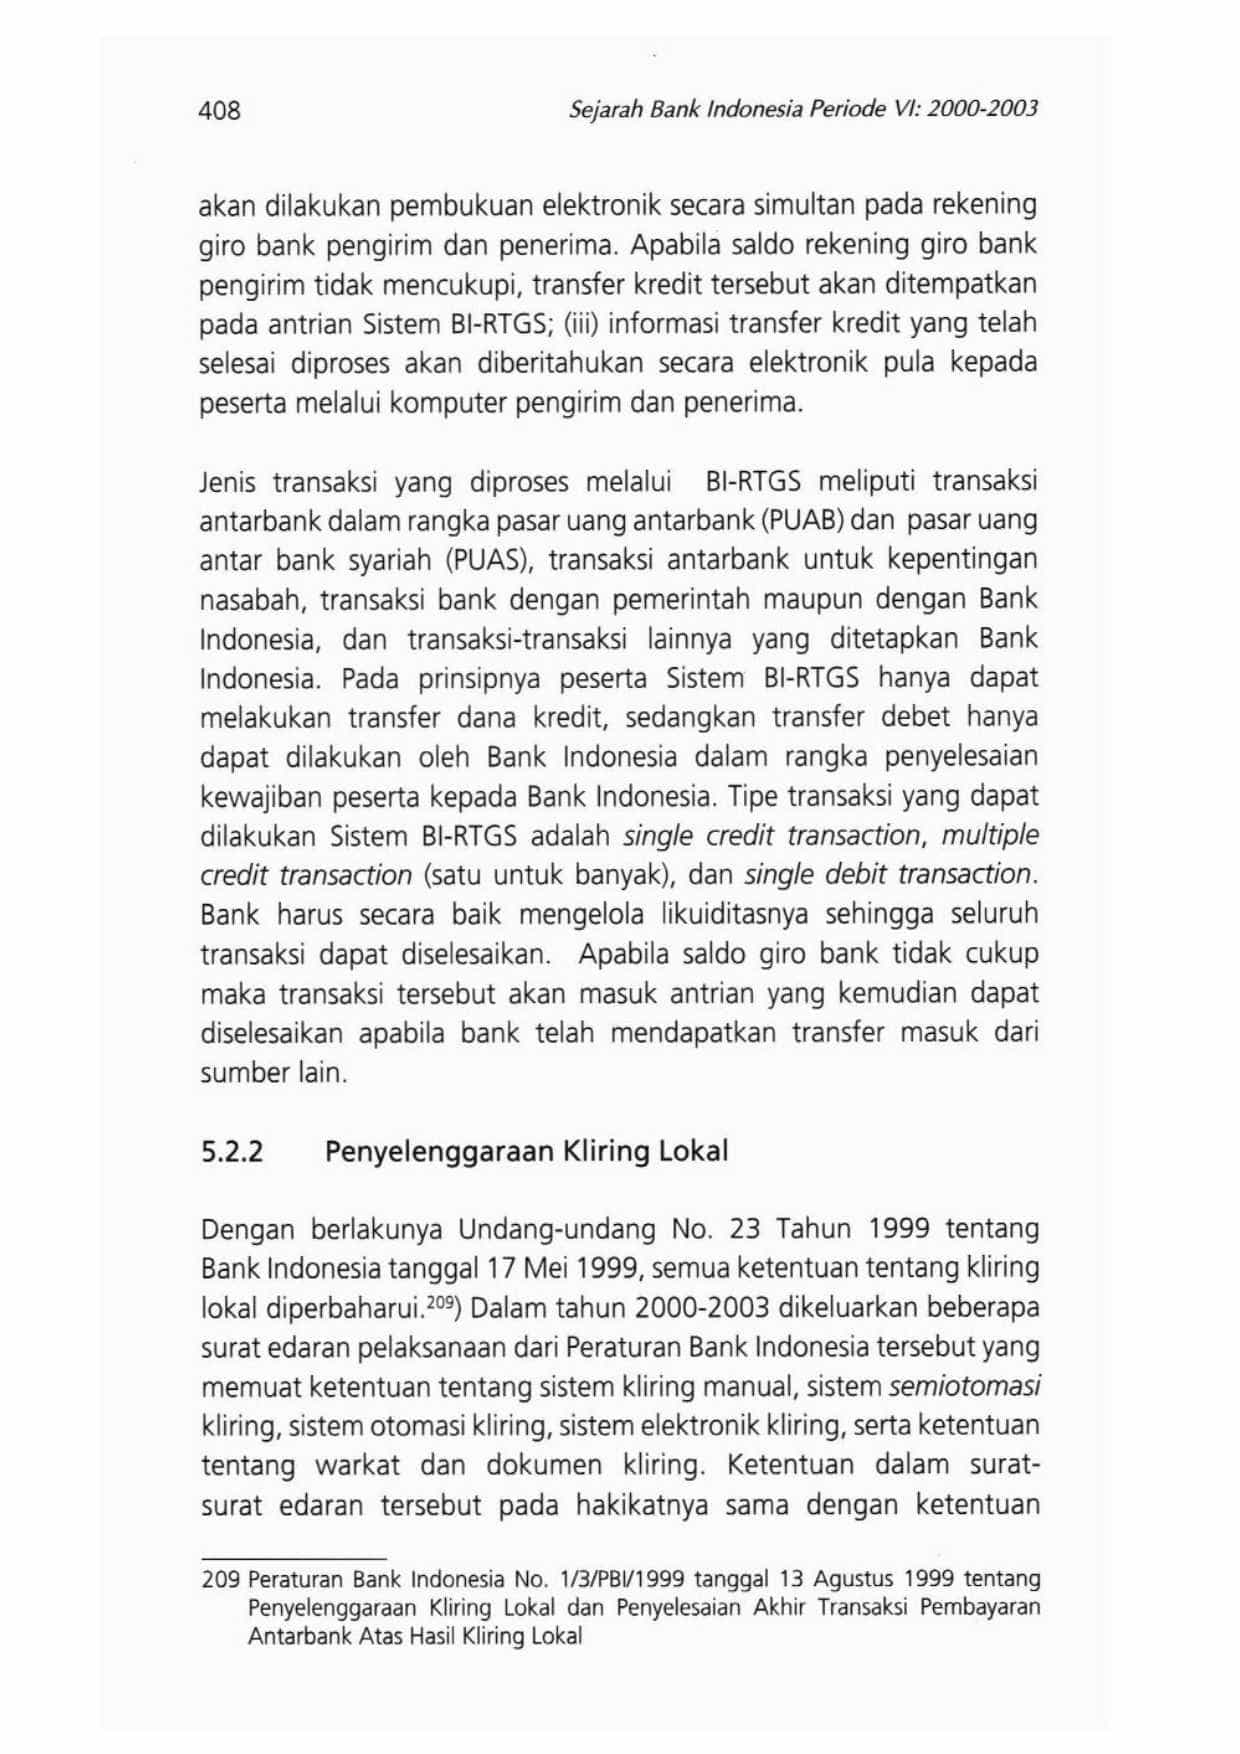 408
Sejarah Bank Indonesia Periode VI: 2000-2003
akan dilakukan pembukuan elektronik secara simultan pada rekening
giro bank pengirim dan penerima. Apabila saldo rekening giro bank
pengirim tidak mencukupi, transfer kredit tersebut akan ditempatkan
pada antrian Sistem BI-RTGS; (iii) informasi transfer kredit yang telah
selesai diproses akan diberitahukan secara elektronik pula kepada
peserta melalui komputer pengirim dan penerima.
Jenis transaksi yang diproses melalui BI-RTGS meliputi transaksi
antarbank dalam rangka pasar uang antarbank (PUAB) dan pasar uang
antar bank syariah (PUAS), transaksi antarbank untuk kepentingan
nasabah, transaksi bank dengan pemerintah maupun dengan Bank
Indonesia, dan transaksi-transaksi lainnya yang ditetapkan Bank
Indonesia. Pada prinsipnya peserta Sistem BI-RTGS hanya dapat
melakukan transfer dana kredit, sedangkan transfer debet hanya
dapat dilakukan oleh Bank Indonesia dalam rangka penyelesaian
kewajiban peserta kepada Bank Indonesia. Tipe transaksi yang dapat
dilakukan Sistem BI-RTGS adalah single credit transaction, multiple
credit transaction (satu untuk banyak), dan single debit transaction.
Bank harus secara baik mengelola likuiditasnya sehingga seluruh
transaksi dapat diselesaikan. Apabila saldo giro bank tidak cukup
maka transaksi tersebut akan masuk antrian yang kemudian dapat
diselesaikan apabila bank telah mendapatkan transfer masuk dari
sumber lain.
5.2.2 Penyelenggaraan Kliring Lokal
Dengan berlakunya Undang-undang No. 23 Tahun 1999 tentang
Bank Indonesia tanggal 17 Mei 1999, semua ketentuan tentang kliring
lokal diperbaharui.²⁰⁹) Dalam tahun 2000-2003 dikeluarkan beberapa
surat edaran pelaksanaan dari Peraturan Bank Indonesia tersebut yang
memuat ketentuan tentang sistem kliring manual, sistem semiotomasi
kliring, sistem otomasi kliring, sistem elektronik kliring, serta ketentuan
tentang warkat dan dokumen kliring. Ketentuan dalam surat-
surat edaran tersebut pada hakikatnya sama dengan ketentuan
209 Peraturan Bank Indonesia No. 1/3/PBI/1999 tanggal 13 Agustus 1999 tentang
Penyelenggaraan Kliring Lokal dan Penyelesaian Akhir Transaksi Pembayaran
Antarbank Atas Hasil Kliring Lokal